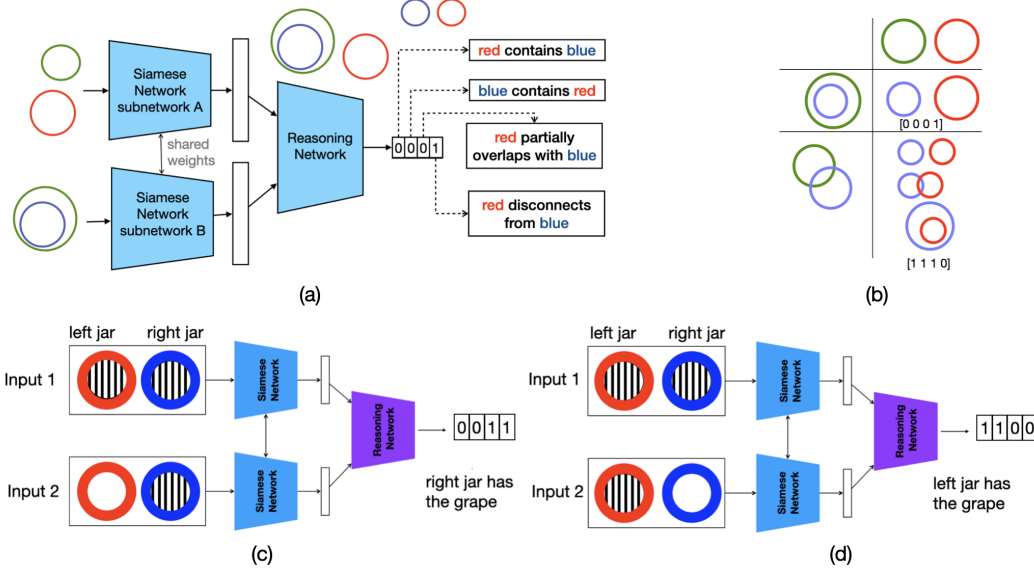 Siamese
Network
subnetwork A
shared
weights
Siamese
Network
subnetwork B
Reasoning
Network
0 0 0 1
red contains blue
blue contains red
red partially
overlaps with blue
red disconnects
from blue
(a)
[0 0 0 1]
[1 1 1 0]
(b)
left jar right jar
Input 1
Siamese
Network
Input 2
Siamese
Network
Reasoning
Network
0 0 1 1
right jar has
the grape
(c)
left jar right jar
Input 1
Siamese
Network
Input 2
Siamese
Network
Reasoning
Network
1 1 0 0
left jar has
the grape
(d)